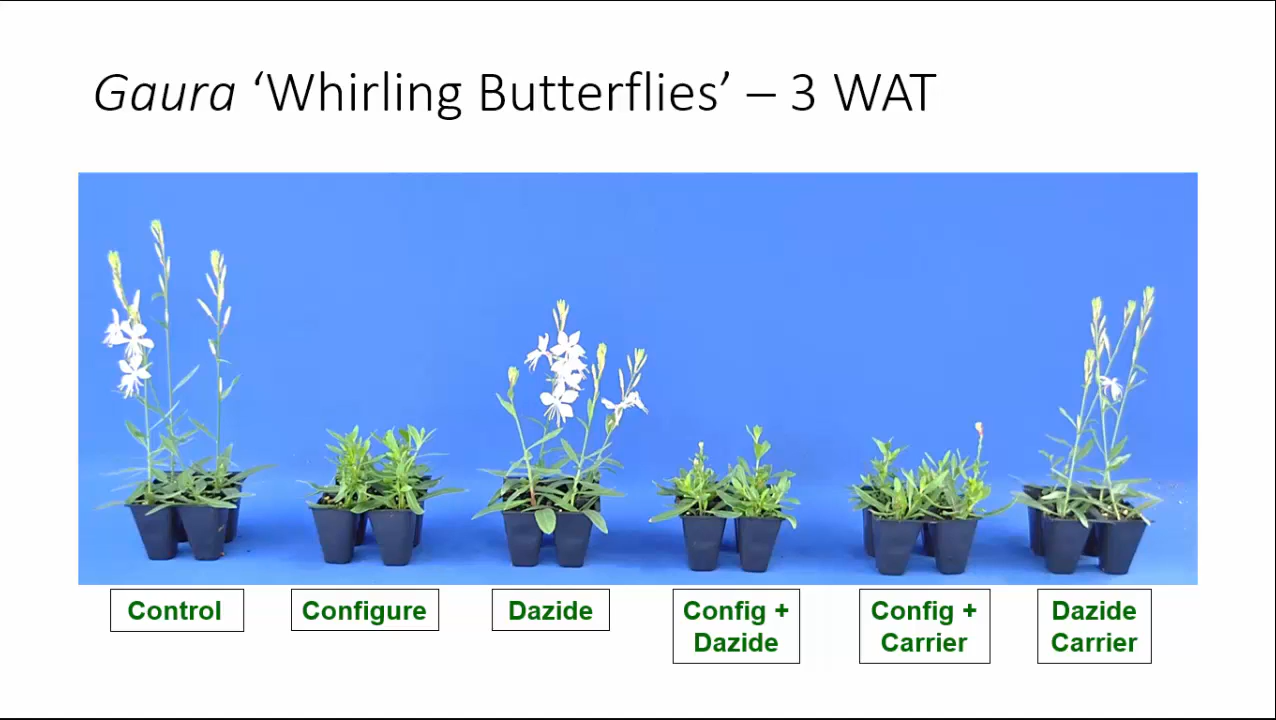 Gaura ‘Whirling Butterflies’ – 3 WAT
Control
Configure
Dazide
Config +
Dazide
Config +
Carrier
Dazide
Carrier